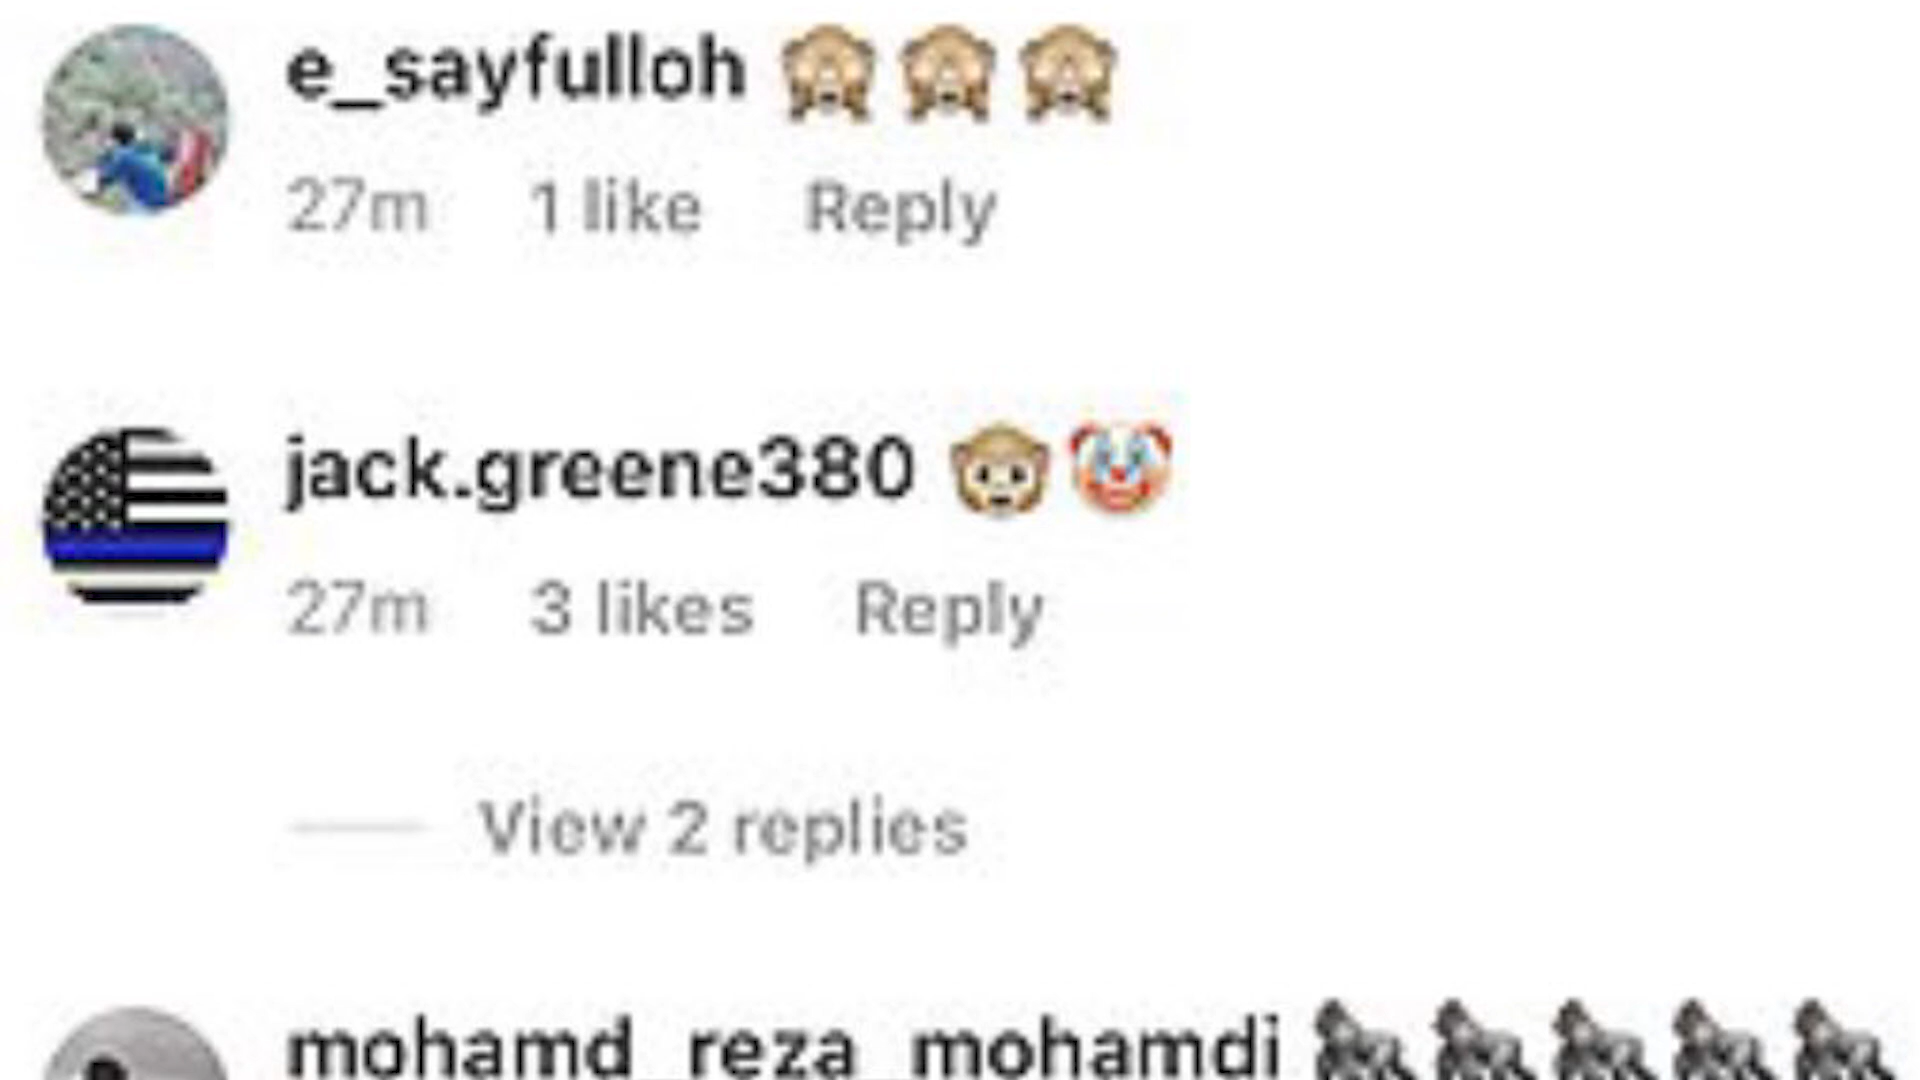 e_sayfulloh 🙈🙈🙈
27m 1 like Reply
jack.greene380 🐵🤡
27m 3 likes Reply
View 2 replies
mohamd_reza_mohamdi 🦍🦍🦍🦍🦍